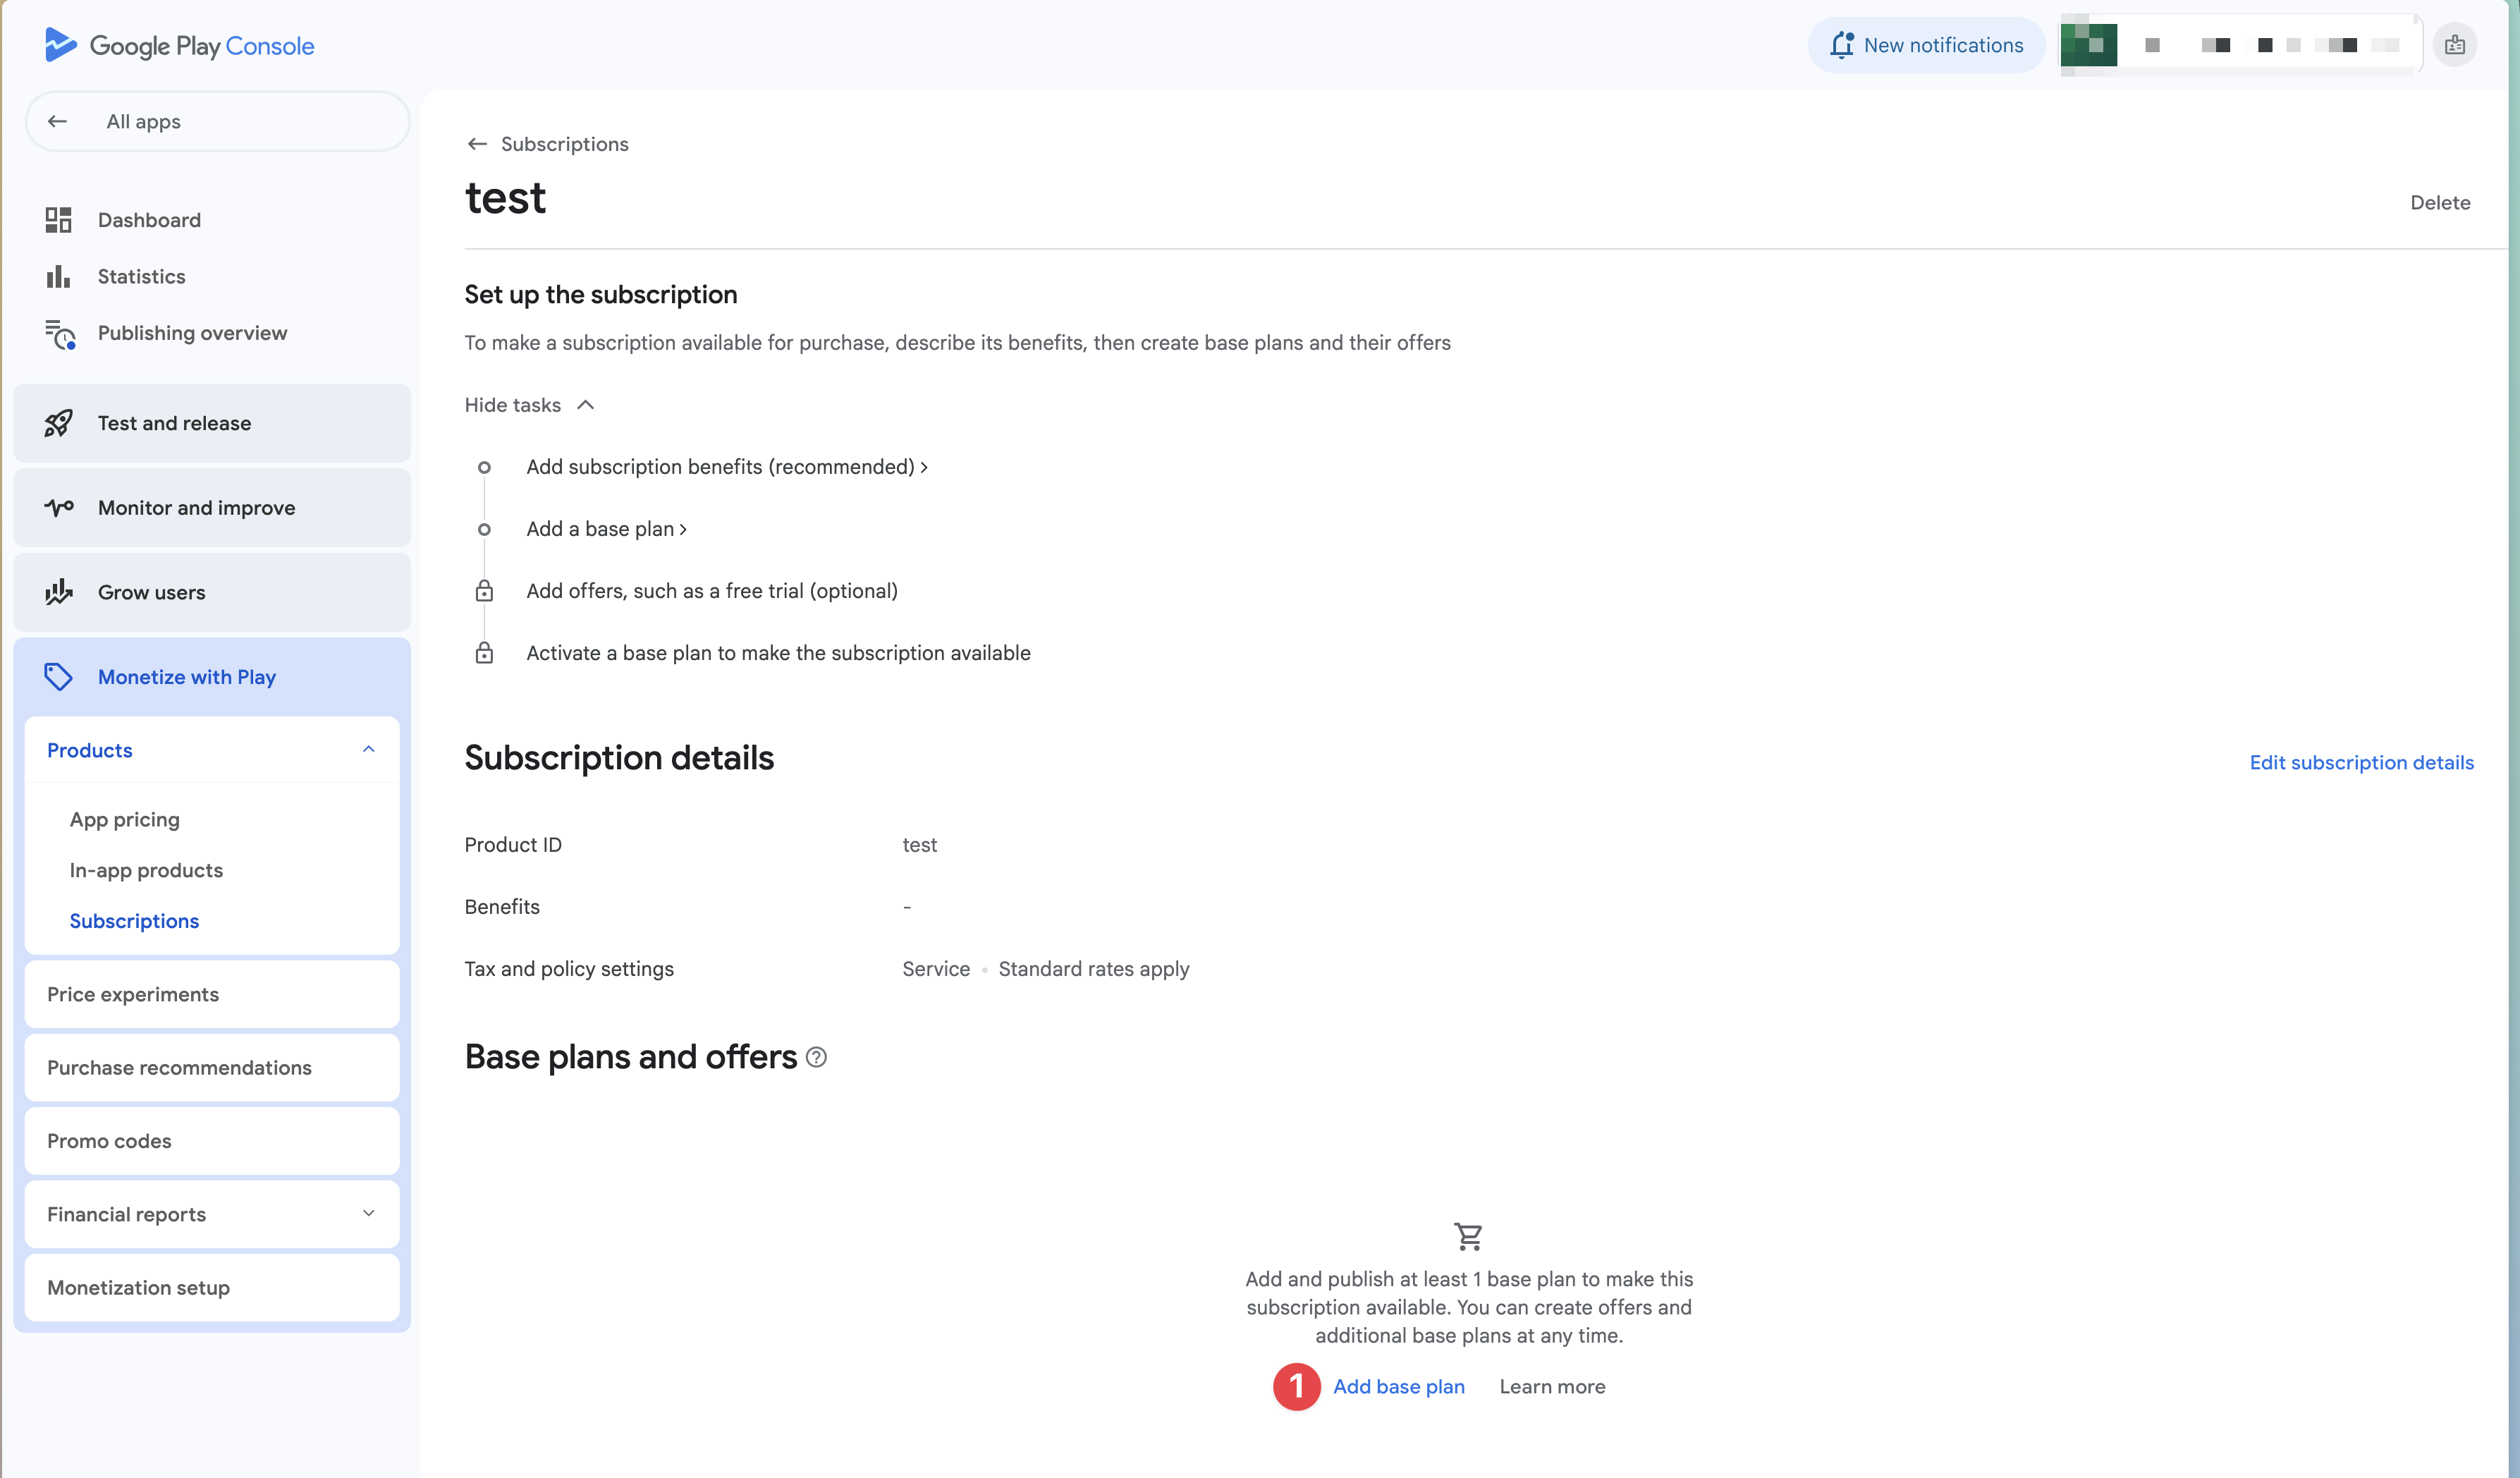 Google Play Console
New notifications
All apps
Dashboard
Statistics
Publishing overview
Test and release
Monitor and improve
Grow users
Monetize with Play
Products
App pricing
In-app products
Subscriptions
Price experiments
Purchase recommendations
Promo codes
Financial reports
Monetization setup
Subscriptions
test
Delete
Set up the subscription
To make a subscription available for purchase, describe its benefits, then create base plans and their offers
Hide tasks
Add subscription benefits (recommended)
Add a base plan
Add offers, such as a free trial (optional)
Activate a base plan to make the subscription available
Subscription details
Edit subscription details
Product ID test
Benefits -
Tax and policy settings Service • Standard rates apply
Base plans and offers
Add and publish at least 1 base plan to make this
subscription available. You can create offers and
additional base plans at any time.
1 Add base plan Learn more